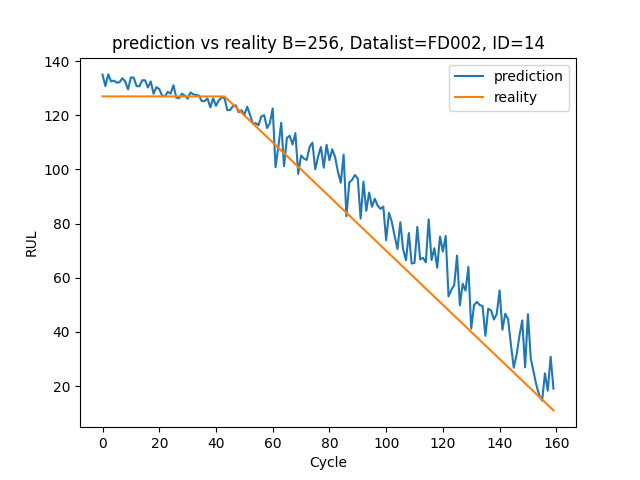 prediction vs reality B=256, Datalist=FD002, ID=14
prediction
reality
RUL
140
120
100
80
60
40
20
0 20 40 60 80 100 120 140 160
Cycle